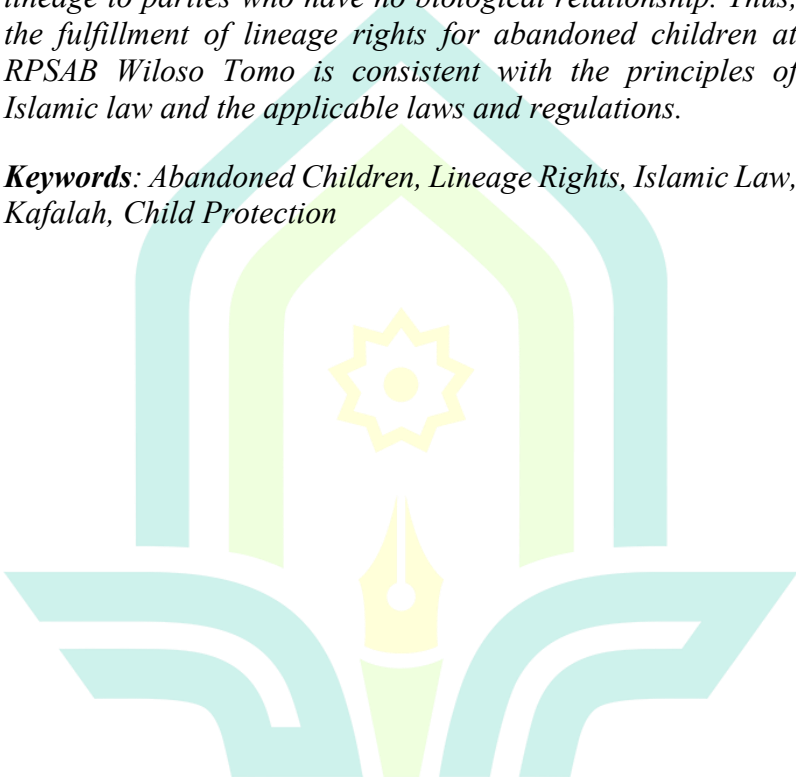 lineage to parties who have no biological relationship. Thus,
the fulfillment of lineage rights for abandoned children at
RPSAB Wiloso Tomo is consistent with the principles of
Islamic law and the applicable laws and regulations.
Keywords: Abandoned Children, Lineage Rights, Islamic Law,
Kafalah, Child Protection